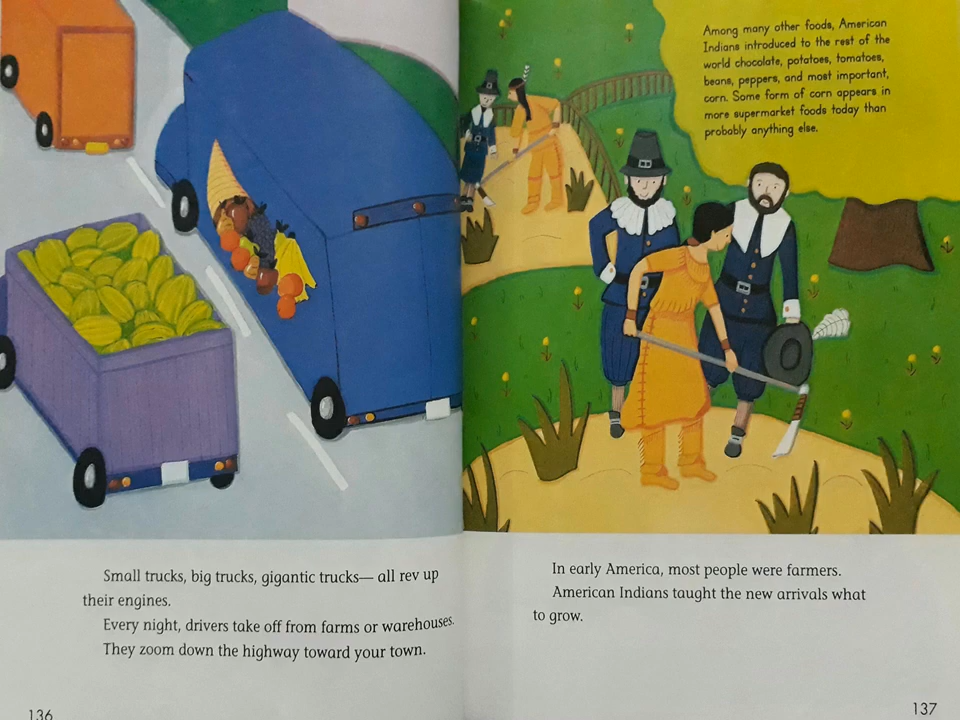 Small trucks, big trucks, gigantic trucks— all rev up
their engines.
Every night, drivers take off from farms or warehouses.
They zoom down the highway toward your town.
136
Among many other foods, American
Indians introduced to the rest of the
world chocolate, potatoes, tomatoes,
beans, peppers, and most important,
corn. Some form of corn appears in
more supermarket foods today than
probably anything else.
In early America, most people were farmers.
American Indians taught the new arrivals what
to grow.
137